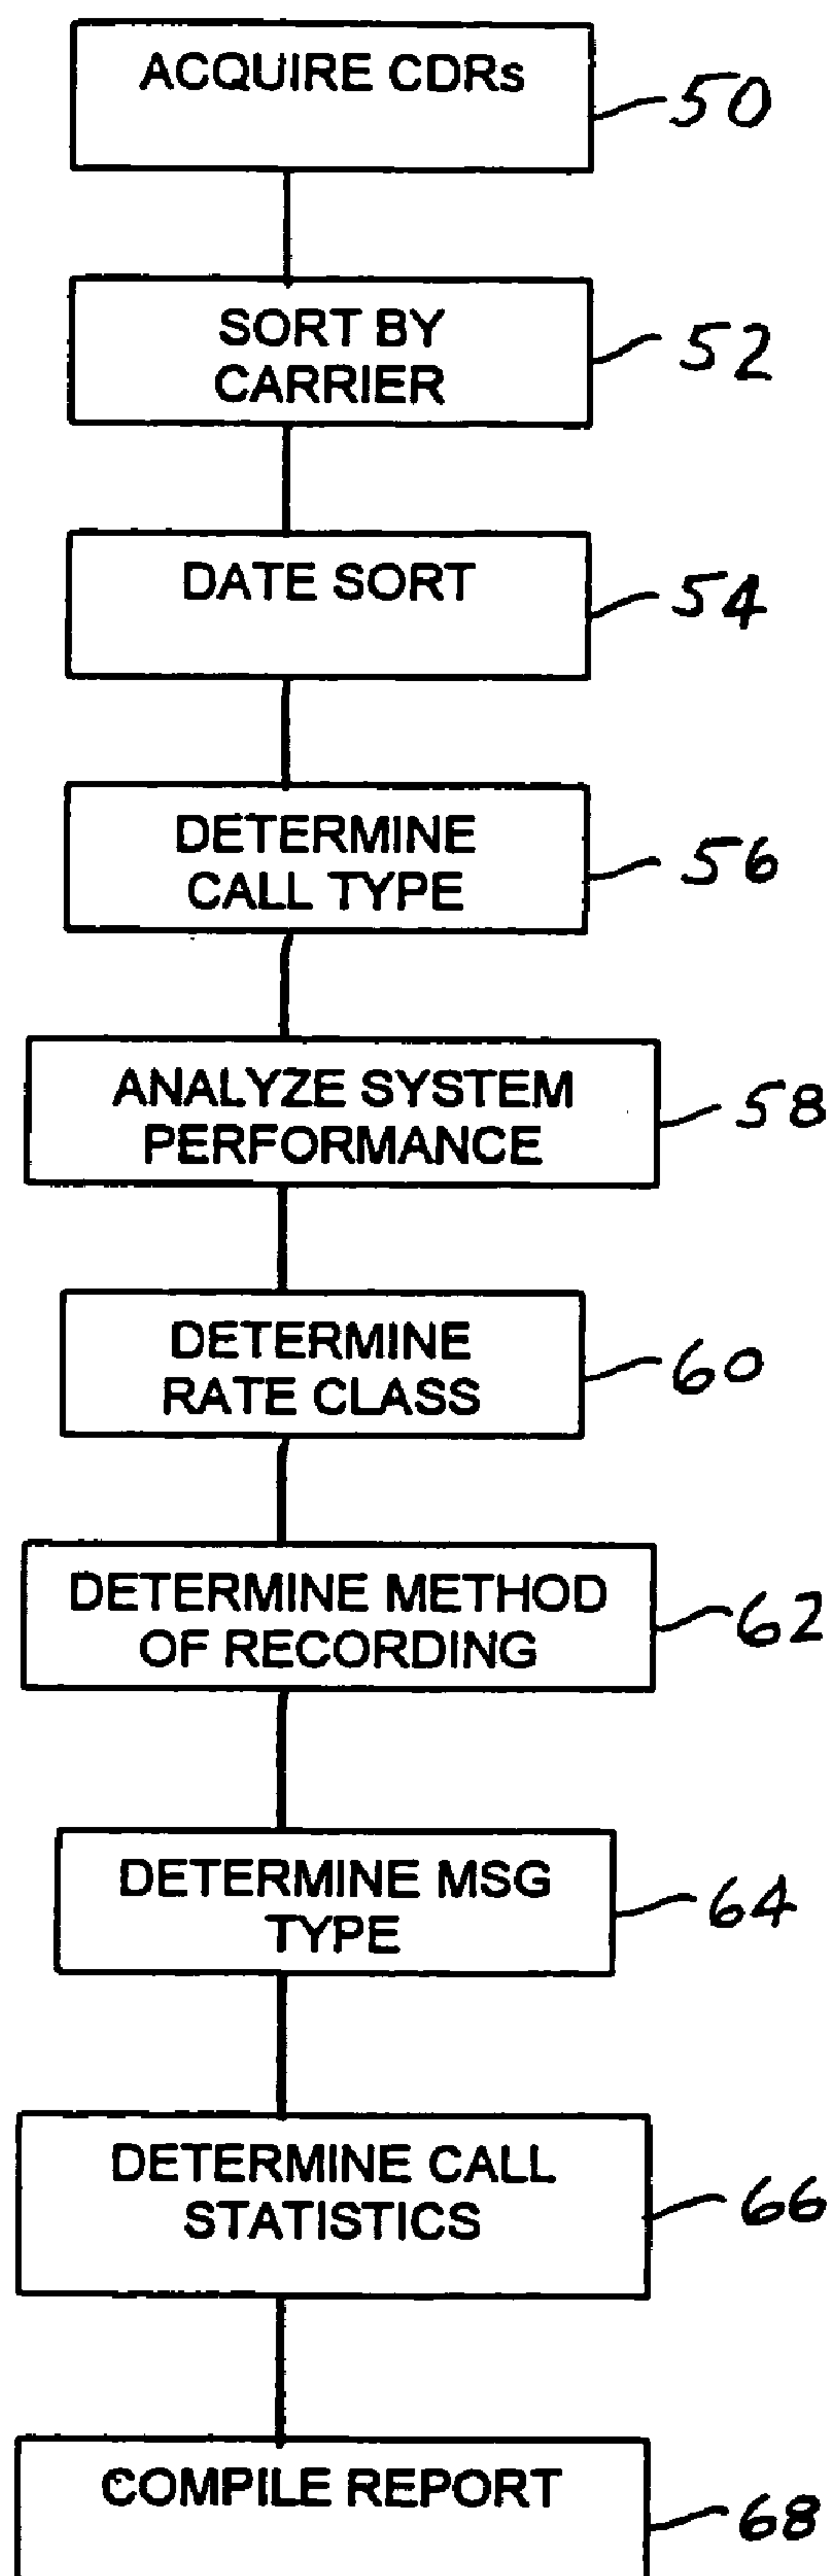 ACQUIRE CDRs
50
SORT BY
CARRIER
52
DATE SORT
54
DETERMINE
CALL TYPE
56
ANALYZE SYSTEM
PERFORMANCE
58
DETERMINE
RATE CLASS
60
DETERMINE METHOD
OF RECORDING
62
DETERMINE MSG
TYPE
64
DETERMINE CALL
STATISTICS
66
COMPILE REPORT
68